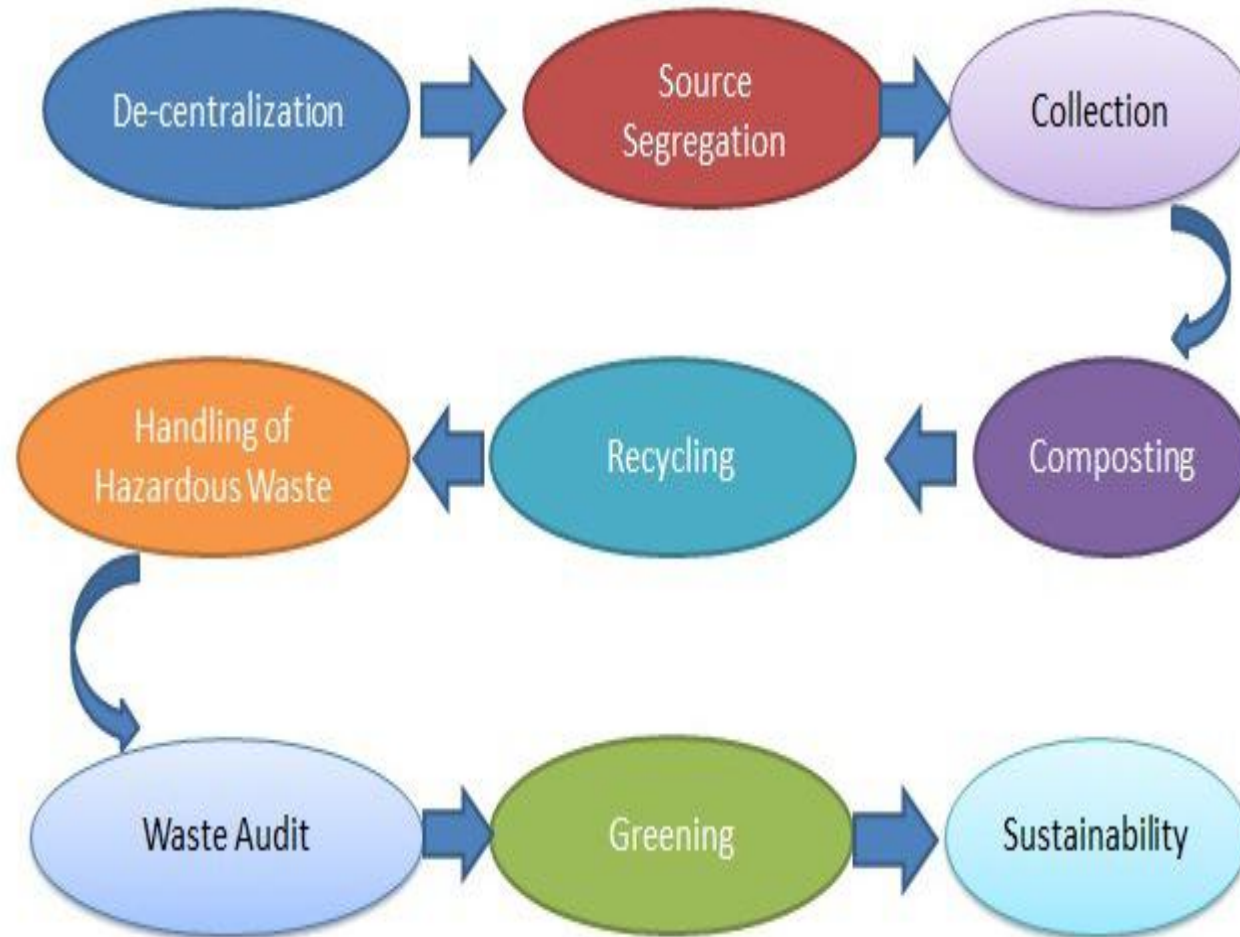 De-centralization
Source
Segregation
Collection
Composting
Recycling
Handling of
Hazardous Waste
Waste Audit
Greening
Sustainability